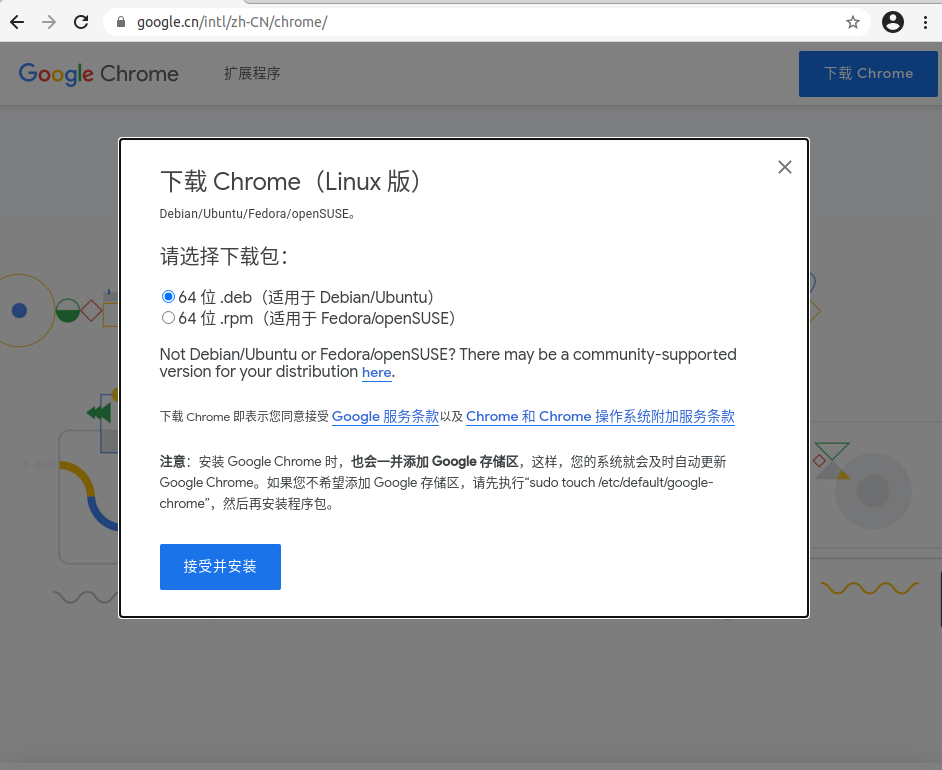 google.cn/intl/zh-CN/chrome/
Google Chrome
扩展程序
下载 Chrome
下载 Chrome（Linux 版）
Debian/Ubuntu/Fedora/openSUSE。
请选择下载包：
64 位 .deb（适用于 Debian/Ubuntu）
64 位 .rpm（适用于 Fedora/openSUSE）
Not Debian/Ubuntu or Fedora/openSUSE? There may be a community-supported
version for your distribution here.
下载 Chrome 即表示您同意接受 Google 服务条款以及 Chrome 和 Chrome 操作系统附加服务条款
注意：安装 Google Chrome 时，也会一并添加 Google 存储区，这样，您的系统就会及时自动更新
Google Chrome。如果您不希望添加 Google 存储区，请先执行“sudo touch /etc/default/google-
chrome”，然后再安装程序包。
接受并安装